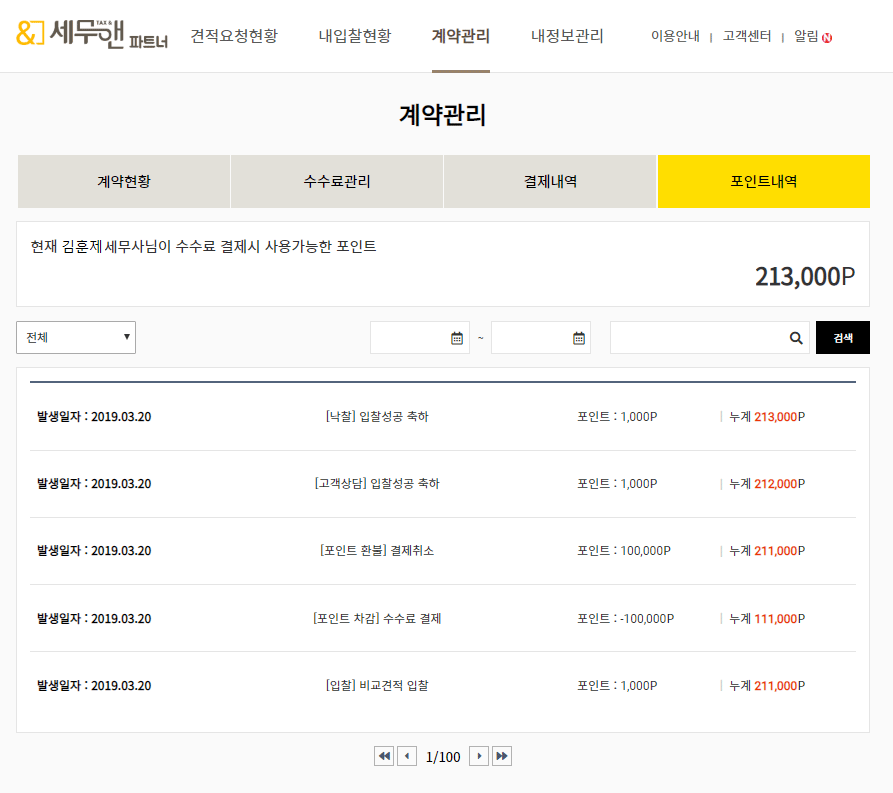 세무앤 TAX & 파트너 견적요청현황 내입찰현황 계약관리 내정보관리 이용안내 | 고객센터 | 알림 N
계약관리
계약현황 수수료관리 결제내역 포인트내역
현재 김훈제세무사님이 수수료 결제시 사용가능한 포인트
213,000P
전체 ~ 검색
발생일자 : 2019.03.20 [낙찰] 입찰성공 축하 포인트 : 1,000P | 누계 213,000P
발생일자 : 2019.03.20 [고객상담] 입찰성공 축하 포인트 : 1,000P | 누계 212,000P
발생일자 : 2019.03.20 [포인트 환불] 결제취소 포인트 : 100,000P | 누계 211,000P
발생일자 : 2019.03.20 [포인트 차감] 수수료 결제 포인트 : -100,000P | 누계 111,000P
발생일자 : 2019.03.20 [입찰] 비교견적 입찰 포인트 : 1,000P | 누계 211,000P
1/100